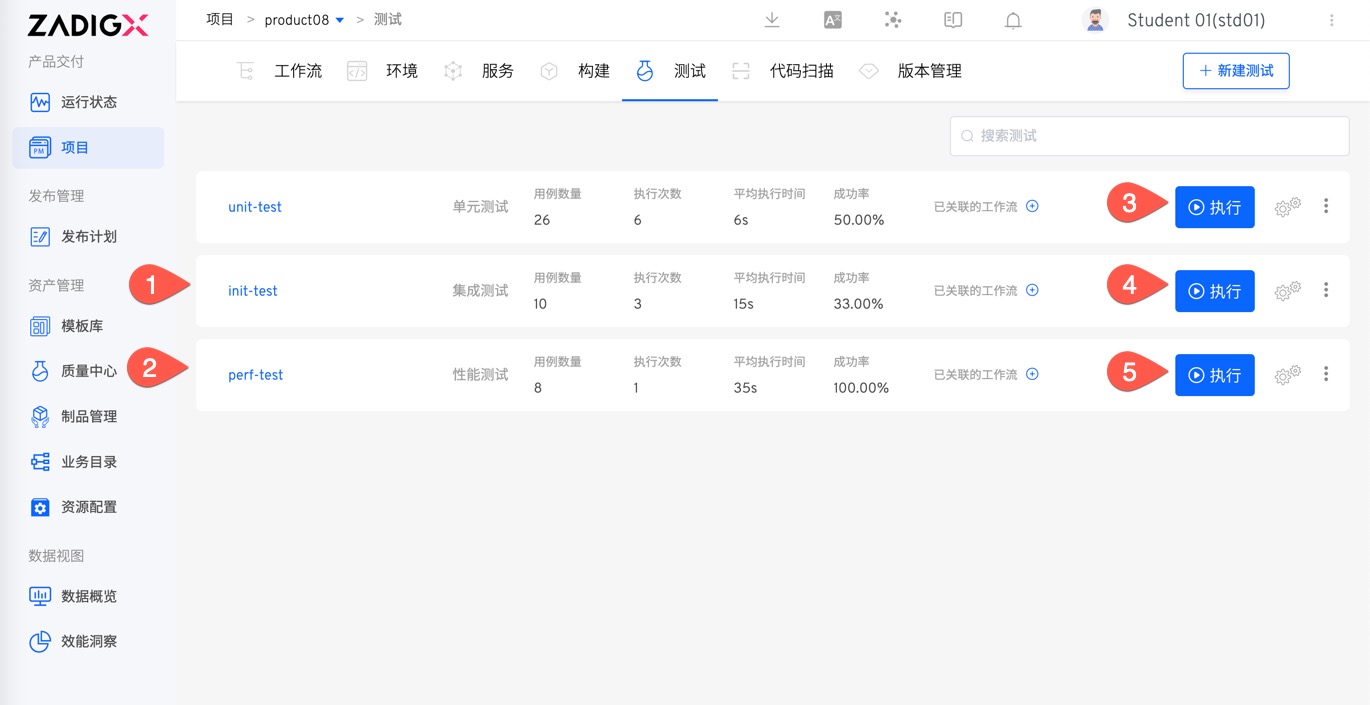 ZADIGX
项目 > product08 > 测试
Student 01(std01)
产品交付
运行状态
项目
发布管理
发布计划
资产管理
模板库
质量中心
制品管理
业务目录
资源配置
数据视图
数据概览
效能洞察
工作流 环境 服务 构建 测试 代码扫描 版本管理
+ 新建测试
搜索测试
unit-test 单元测试
用例数量 执行次数 平均执行时间 成功率
26 6 6s 50.00%
已关联的工作流
3
执行
1
init-test 集成测试
用例数量 执行次数 平均执行时间 成功率
10 3 15s 33.00%
已关联的工作流
4
执行
2
perf-test 性能测试
用例数量 执行次数 平均执行时间 成功率
8 1 35s 100.00%
已关联的工作流
5
执行